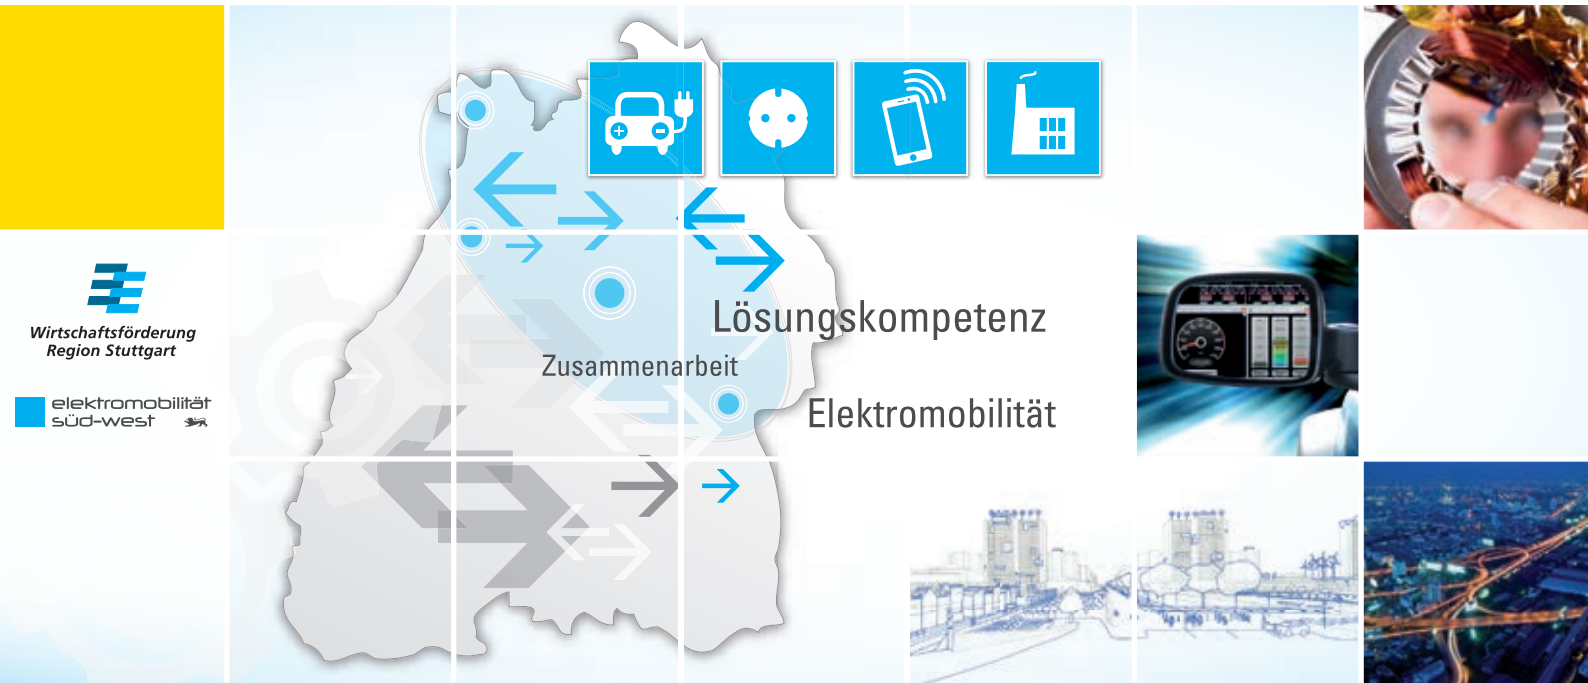 Wirtschaftsförderung
Region Stuttgart
elektromobilität
süd-west
Lösungskompetenz
Zusammenarbeit
Elektromobilität